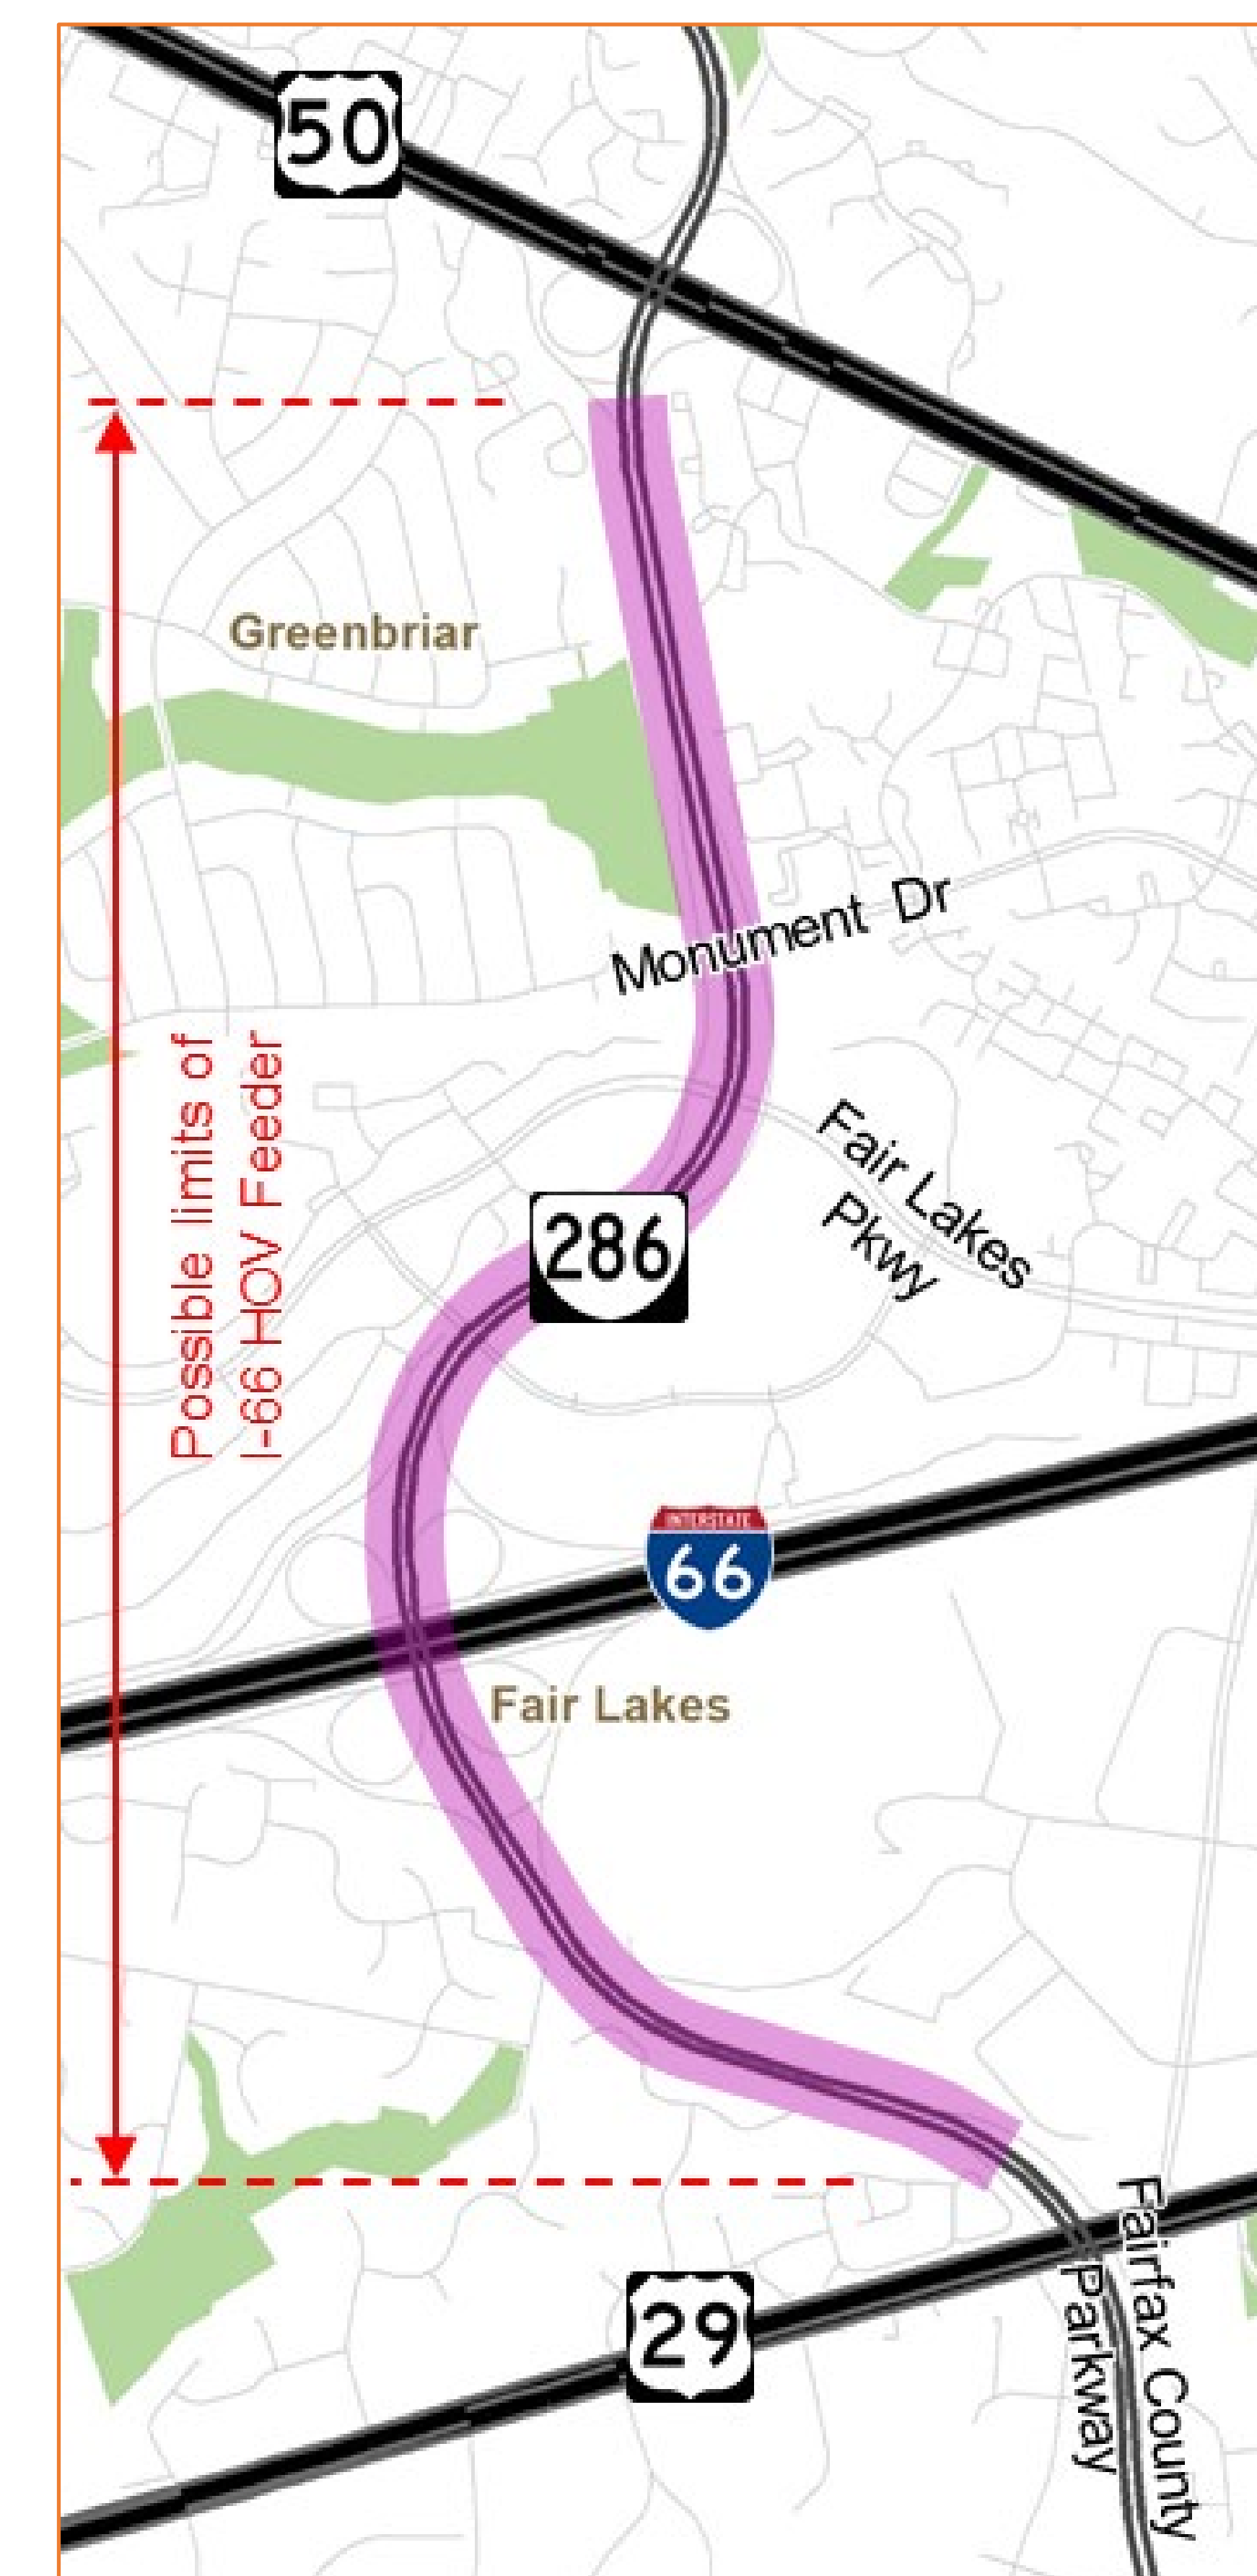 50
Greenbriar
Monument Dr
Possible limits of
I-66 HOV Feeder
Fair Lakes
Pkwy
286
INTERSTATE
66
Fair Lakes
Fairfax County
Parkway
29